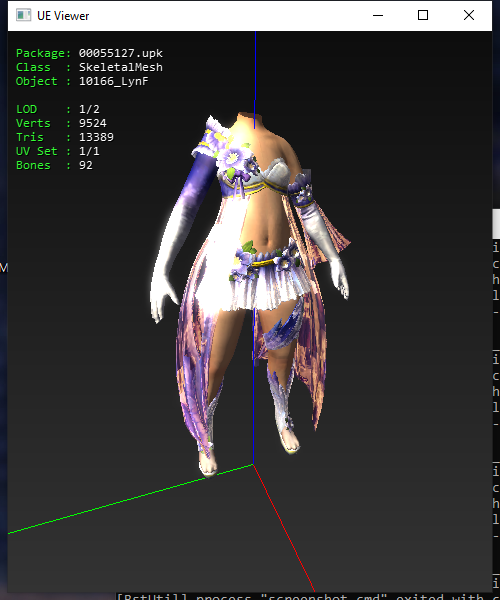 UE Viewer
Package: 00055127.upk
Class : SkeletalMesh
Object : 10166_LynF
LOD : 1/2
Verts : 9524
Tris : 13389
UV Set : 1/1
Bones : 92
M
i
c
h
l
-
i
c
h
l
-
i
c
h
l
-
i
[BstUtil] process "screenshot.cmd" exited with c